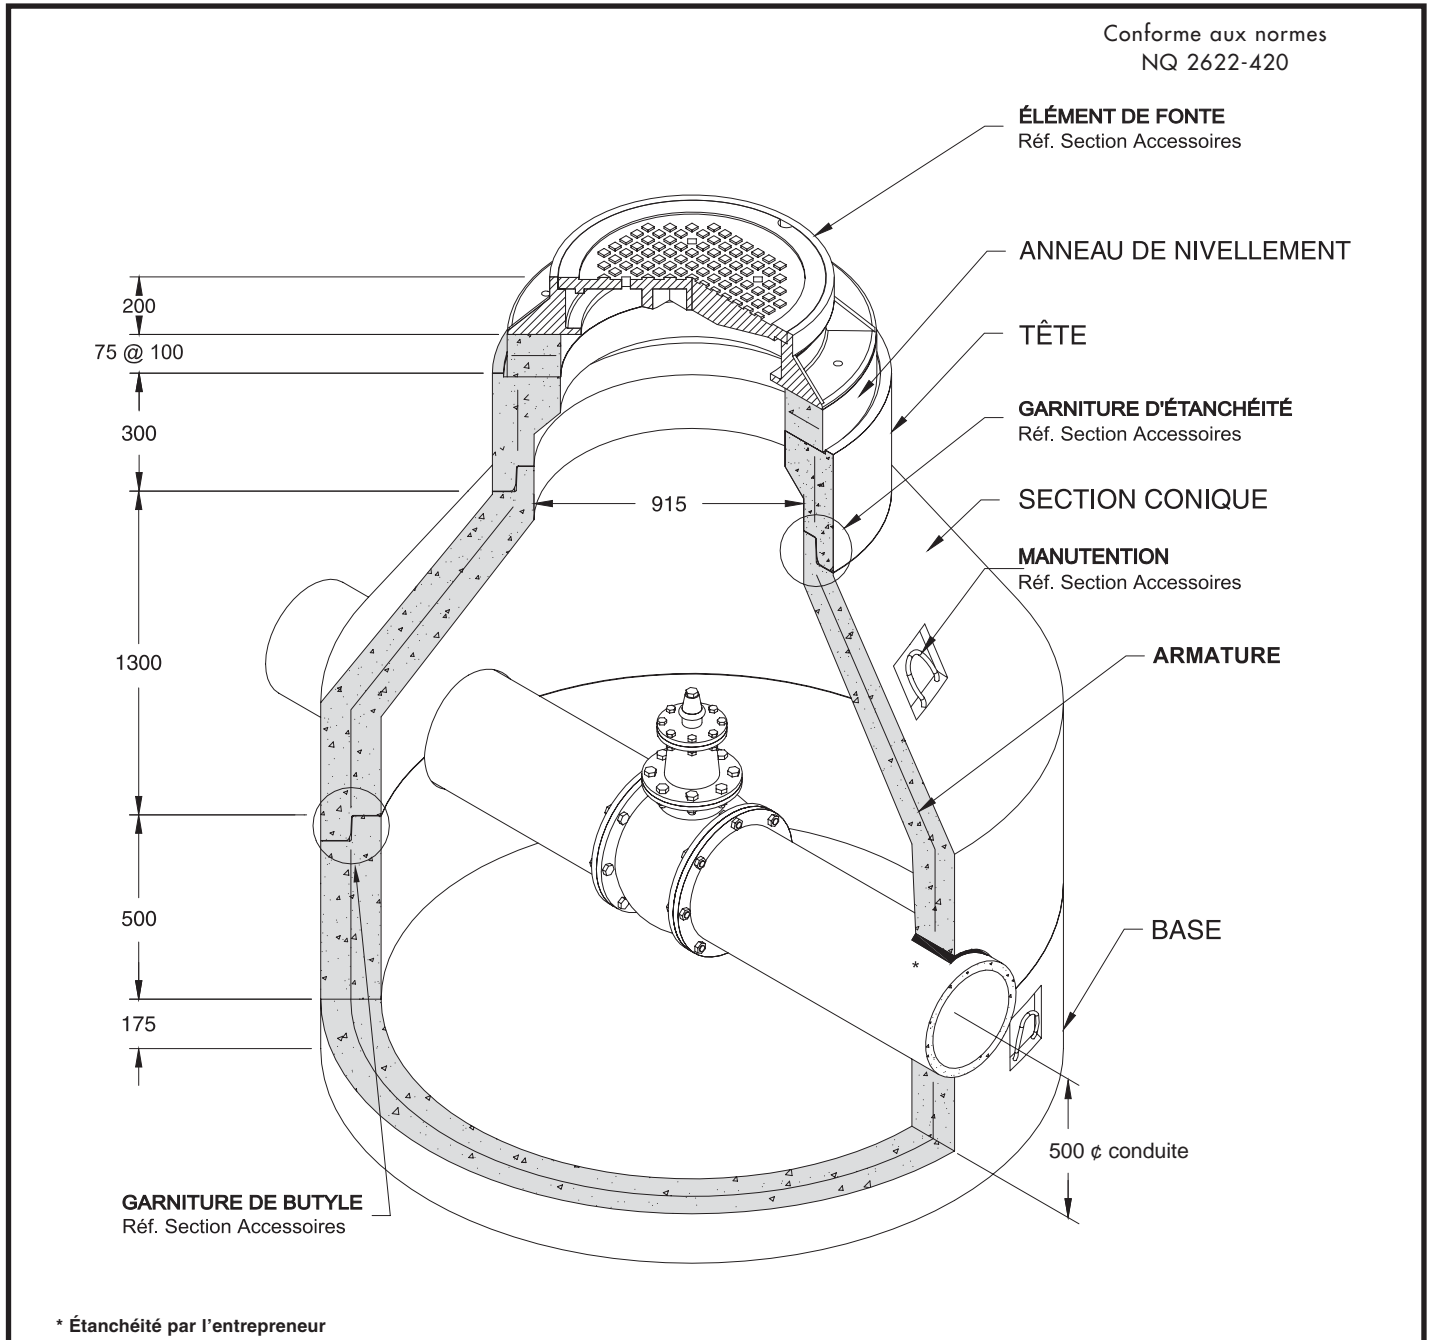 Conforme aux normes
NQ 2622-420
ÉLÉMENT DE FONTE
Réf. Section Accessoires
ANNEAU DE NIVELLEMENT
200
TÊTE
75 @ 100
GARNITURE D'ÉTANCHÉITÉ
Réf. Section Accessoires
300
SECTION CONIQUE
915
MANUTENTION
Réf. Section Accessoires
ARMATURE
1300
500
BASE
*
175
500 ¢ conduite
GARNITURE DE BUTYLE
Réf. Section Accessoires
* Étanchéité par l'entrepreneur